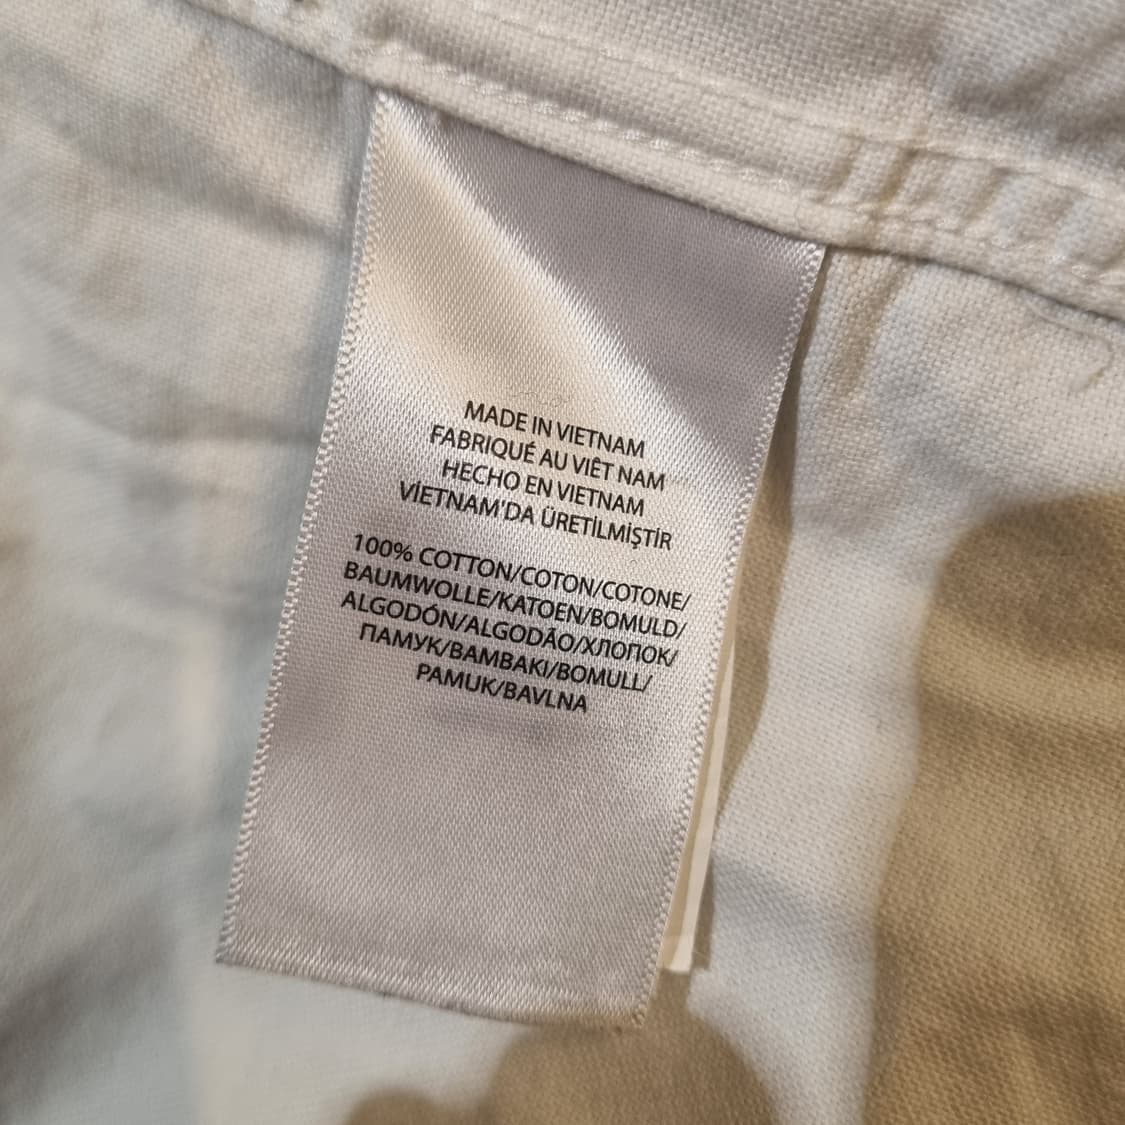 MADE IN VIETNAM
FABRIQUÉ AU VIÊT NAM
HECHO EN VIETNAM
VİETNAM'DA ÜRETİLMİŞTİR
100% COTTON/COTON/COTONE/
BAUMWOLLE/KATOEN/BOMULD/
ALGODÓN/ALGODÃO/ХЛОПОК/
ПАМУК/BAMBAKI/BOMULL/
PAMUK/BAVLNA